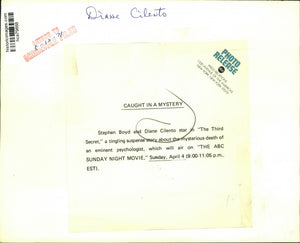 Diane Cilento
PHOTO
RELEASE
CAUGHT IN A MYSTERY
Stephen Boyd and Diane Cilento star in "The Third
Secret," a tingling suspense story about the mysterious death of
an eminent psychologist, which will air on "THE ABC
SUNDAY NIGHT MOVIE," Sunday, April 4 (9:00-11:05 p.m.
EST).